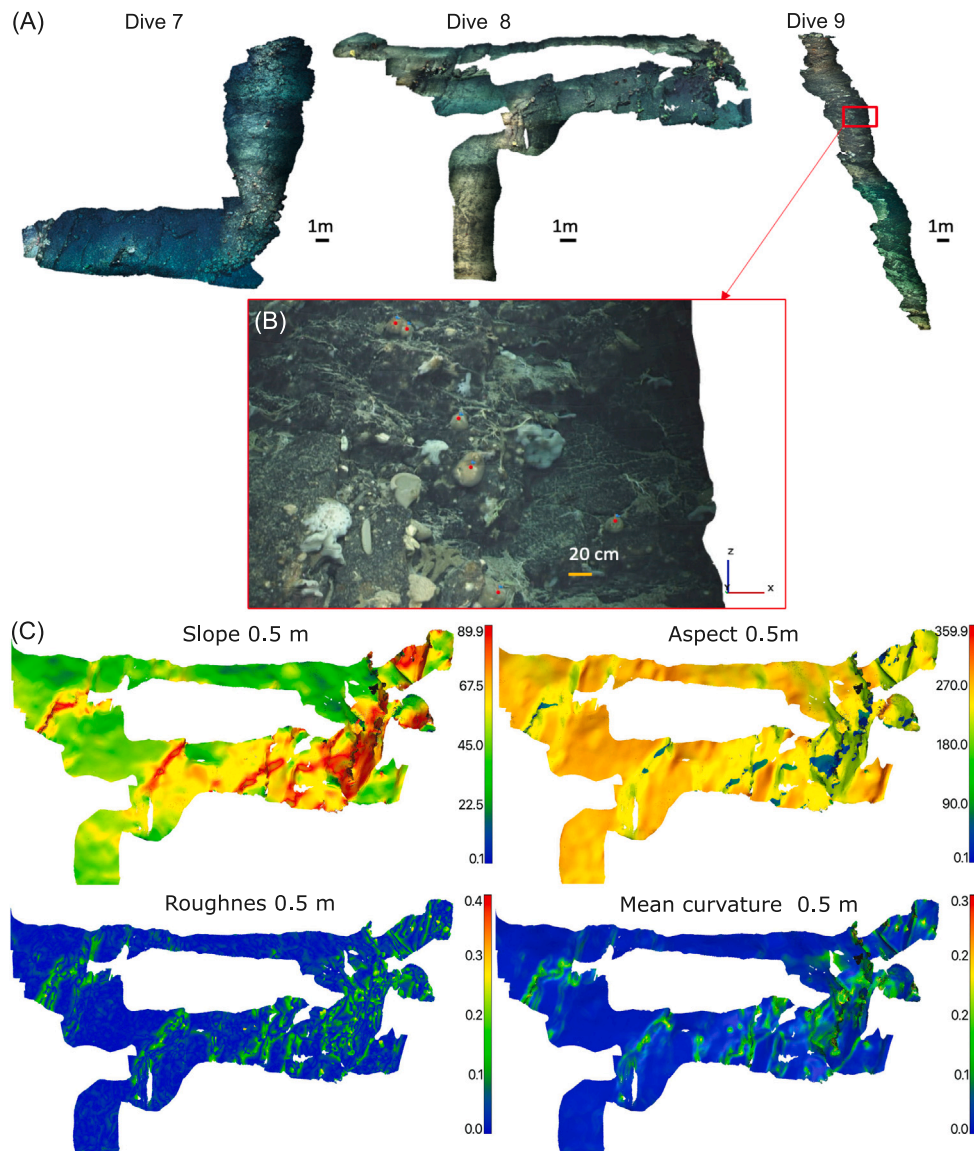 (A)
Dive 7
Dive 8
Dive 9
1m
1m
1m
(B)
20 cm
z
Y
x
(C)
Slope 0.5 m
89.9
67.5
45.0
22.5
0.1
Aspect 0.5m
359.9
270.0
180.0
90.0
0.1
Roughnes 0.5 m
0.4
0.3
0.2
0.1
0.0
Mean curvature 0.5 m
0.3
0.2
0.2
0.1
0.0